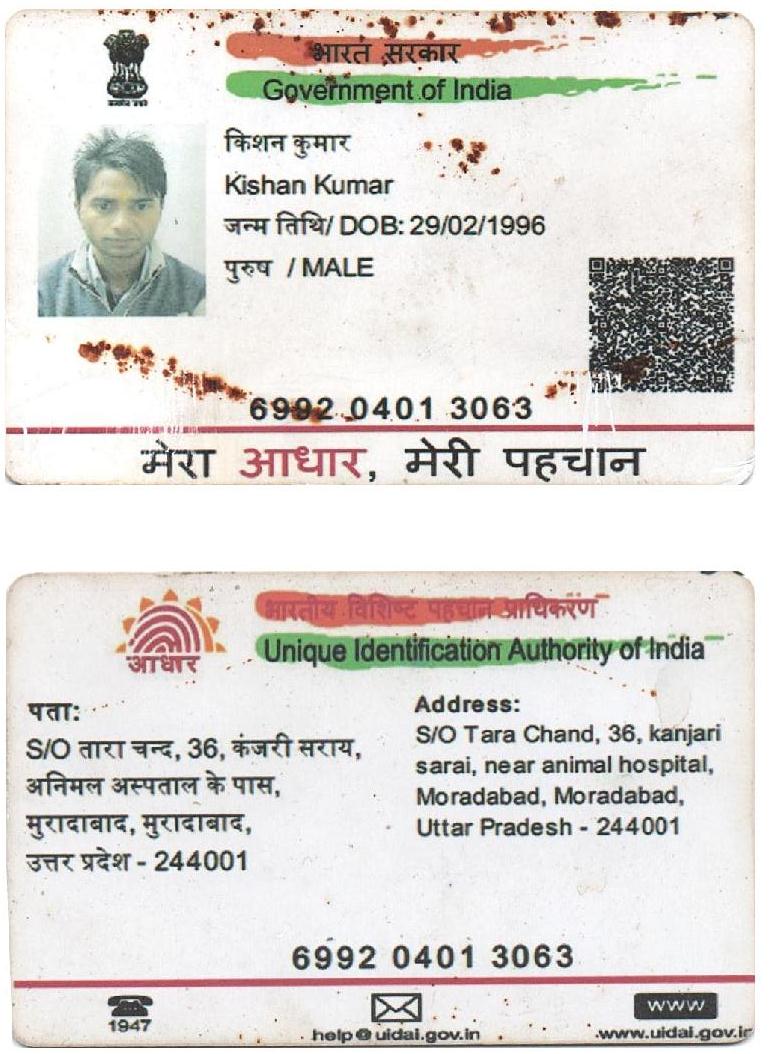 भारत सरकार
Government of India
किशन कुमार
Kishan Kumar
जन्म तिथि/ DOB: 29/02/1996
पुरुष / MALE
6992 0401 3063
मेरा आधार, मेरी पहचान
भारतीय विशिष्ट पहचान प्राधिकरण
आधार
Unique Identification Authority of India
पता:
S/O तारा चन्द, 36, कंजरी सराय,
अनिमल अस्पताल के पास,
मुरादाबाद, मुरादाबाद,
उत्तर प्रदेश - 244001
Address:
S/O Tara Chand, 36, kanjari
sarai, near animal hospital,
Moradabad, Moradabad,
Uttar Pradesh - 244001
6992 0401 3063
1947
help@uidai.gov.in
www
www.uidai.gov.in